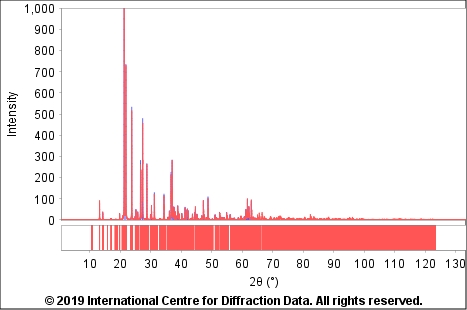 1,000
900
800
700
600
500
400
300
200
100
0
Intensity
10 20 30 40 50 60 70 80 90 100 110 120 130
2θ (°)
© 2019 International Centre for Diffraction Data. All rights reserved.